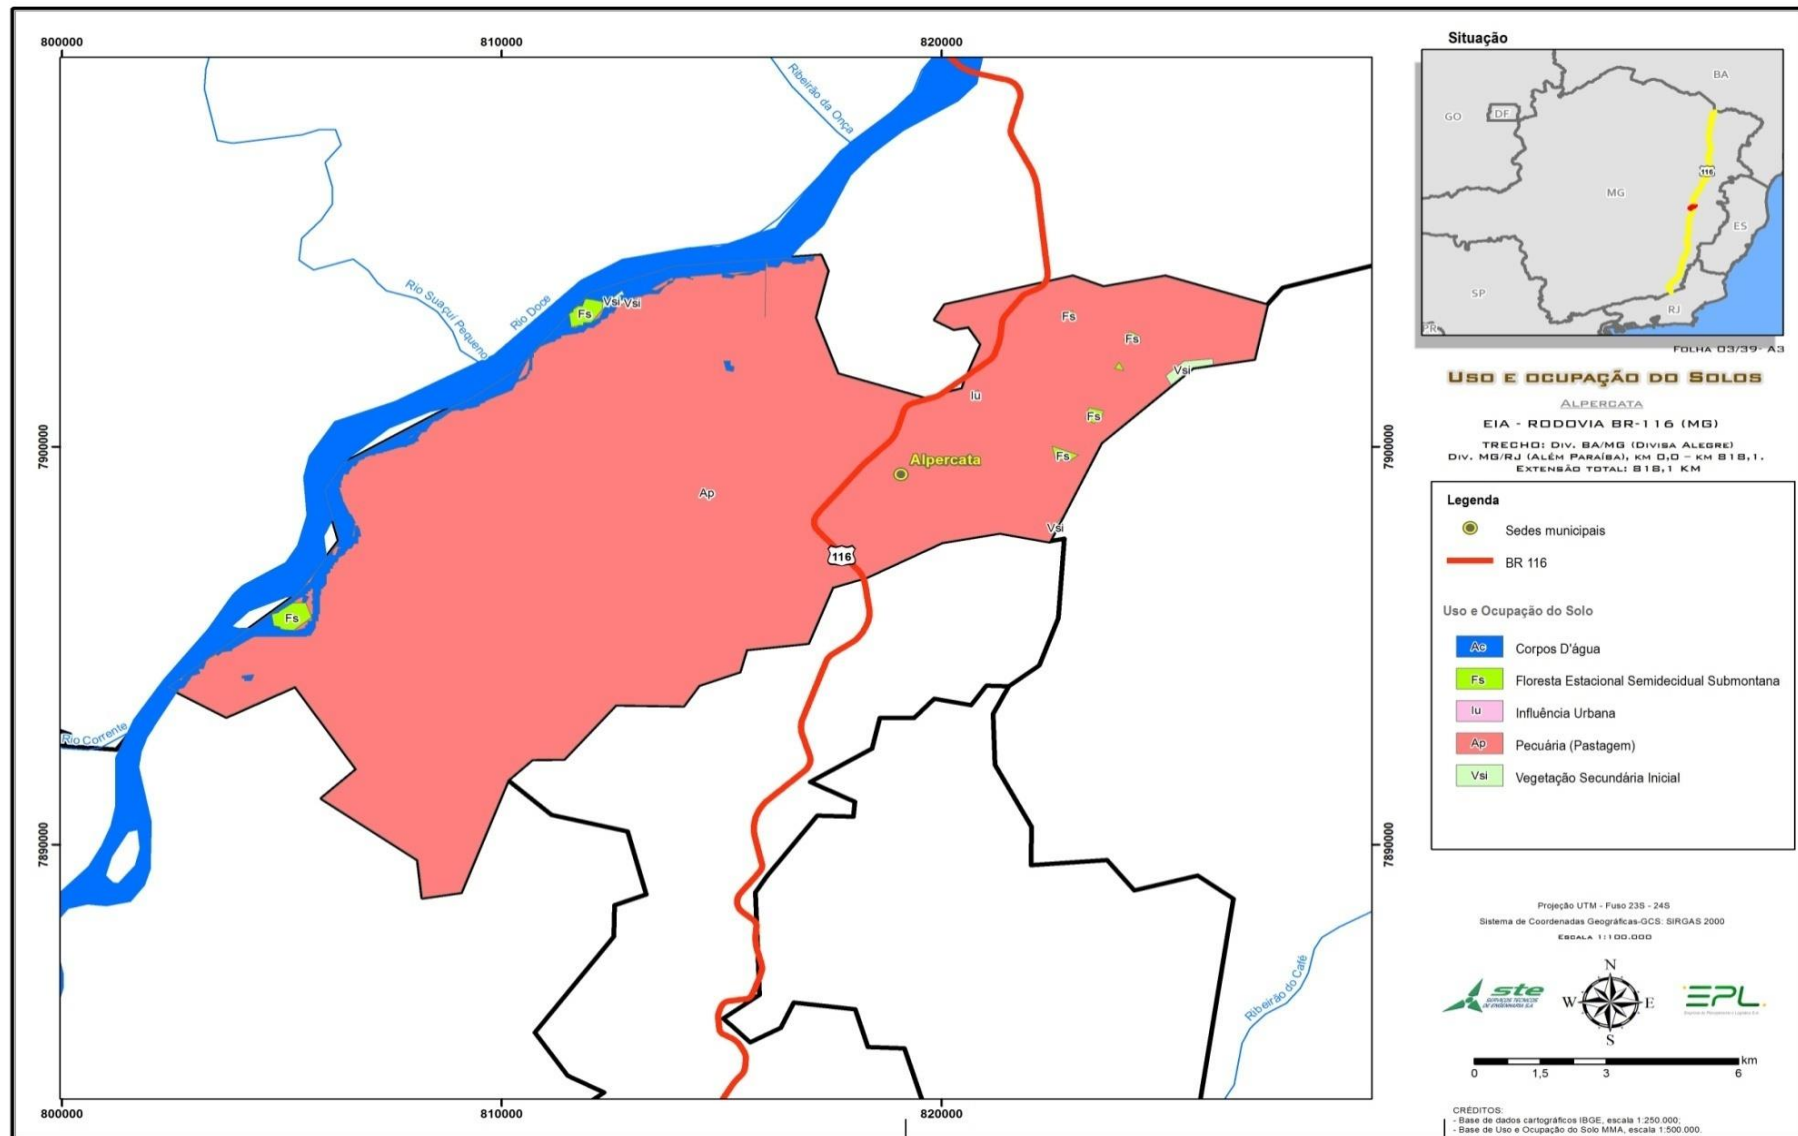 800000
810000
820000
Ribeirão da Onça
Rio Suaçuí Pequeno
Rio Doce
Vsi
Vsi
Fs
Fs
Fs
Vsi
Iu
Fs
7900000
7900000
Alpercata
Fs
Ap
Vsi
116
Fs
Rio Corrente
7890000
7890000
Ribeirão do Café
800000
810000
820000
Situação
BA
GO
DF
116
MG
ES
SP
RJ
PR
FOLHA 03/39- A3
USO E OCUPAÇÃO DO SOLOS
ALPERCATA
EIA - RODOVIA BR-116 (MG)
TRECHO: DIV. BA/MG (DIVISA ALEGRE)
DIV. MG/RJ (ALÉM PARAÍBA), KM 0,0 – KM 818,1.
EXTENSÃO TOTAL: 818,1 KM
Legenda
Sedes municipais
BR 116
Uso e Ocupação do Solo
Ac Corpos D'água
Fs Floresta Estacional Semidecidual Submontana
Iu Influência Urbana
Ap Pecuária (Pastagem)
Vsi Vegetação Secundária Inicial
Projeção UTM - Fuso 23S - 24S
Sistema de Coordenadas Geográficas-GCS: SIRGAS 2000
ESCALA 1:100.000
N
W E
S
ste
SERVIÇOS TÉCNICOS
DE ENGENHARIA S.A.
EPL
Empresa de Planejamento e Logística S.A.
km
0 1,5 3 6
CRÉDITOS:
- Base de dados cartográficos IBGE, escala 1:250.000;
- Base de Uso e Ocupação do Solo MMA, escala 1:500.000.